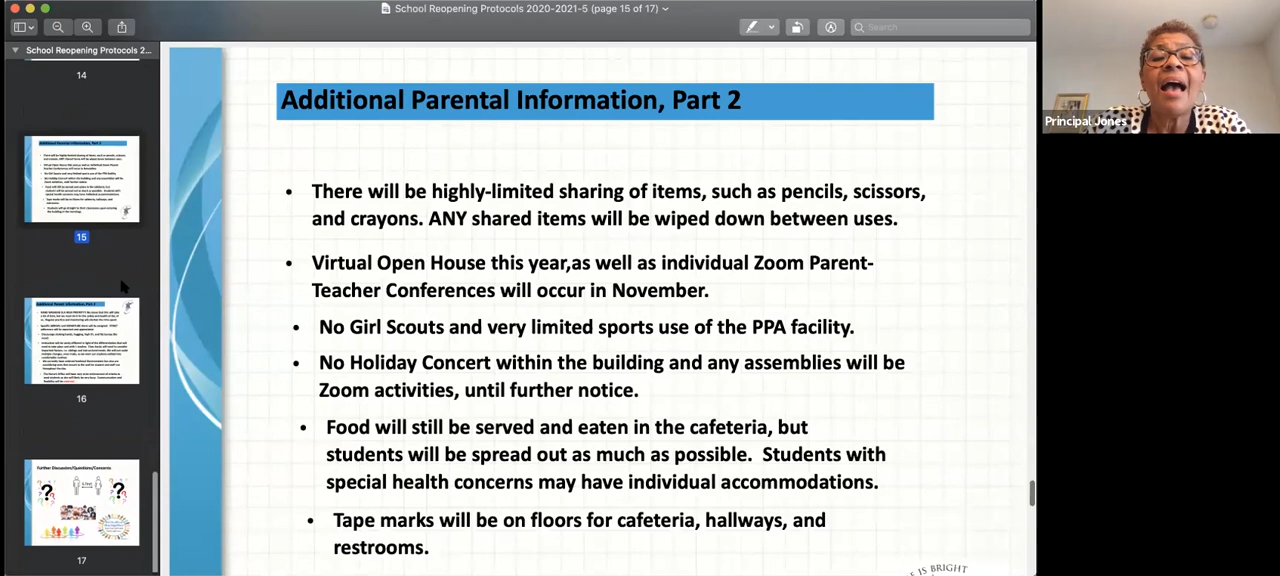 School Reopening Protocols 2020-2021-5 (page 15 of 17)
Search
School Reopening Protocols 2...
14
15
16
Further Discussion/Questions/Concerns
17
Additional Parental Information, Part 2
• There will be highly-limited sharing of items, such as pencils, scissors,
and crayons. ANY shared items will be wiped down between uses.
• Virtual Open House this year,as well as individual Zoom Parent-
Teacher Conferences will occur in November.
• No Girl Scouts and very limited sports use of the PPA facility.
• No Holiday Concert within the building and any assemblies will be
Zoom activities, until further notice.
• Food will still be served and eaten in the cafeteria, but
students will be spread out as much as possible. Students with
special health concerns may have individual accommodations.
• Tape marks will be on floors for cafeteria, hallways, and
restrooms.
IS BRIGHT
Principal Jones